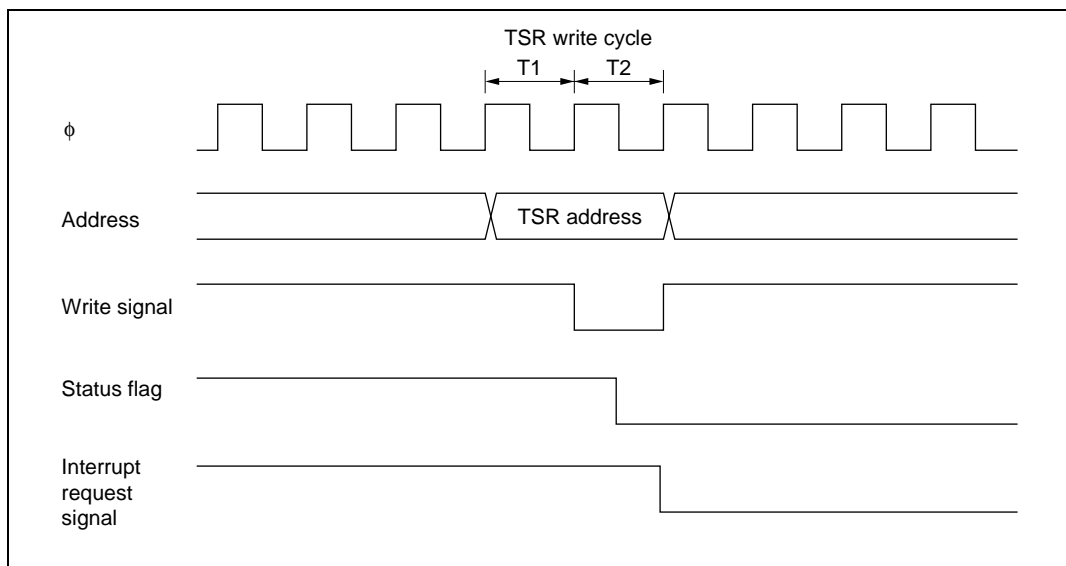 TSR write cycle
T1 T2
ϕ
Address
TSR address
Write signal
Status flag
Interrupt
request
signal